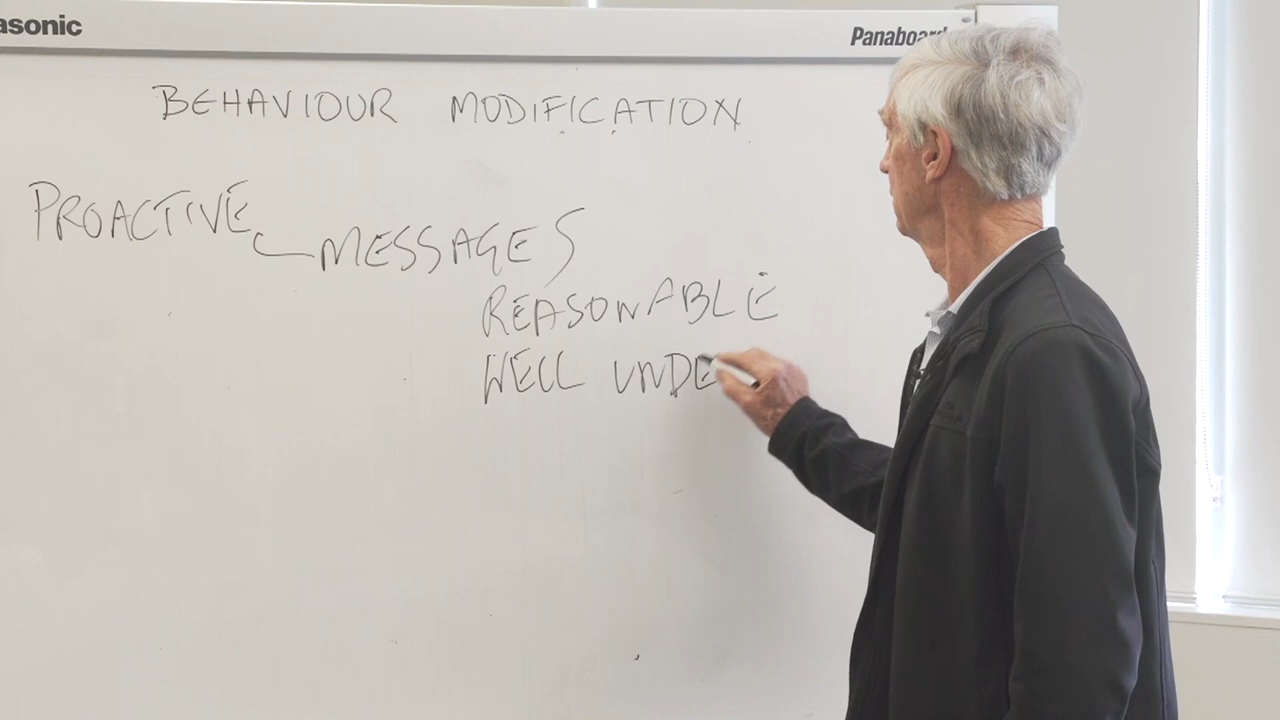 asonic
Panaboard
BEHAVIOUR MODIFICATION
PROACTIVE
MESSAGES
REASONABLE
WELL UNDE